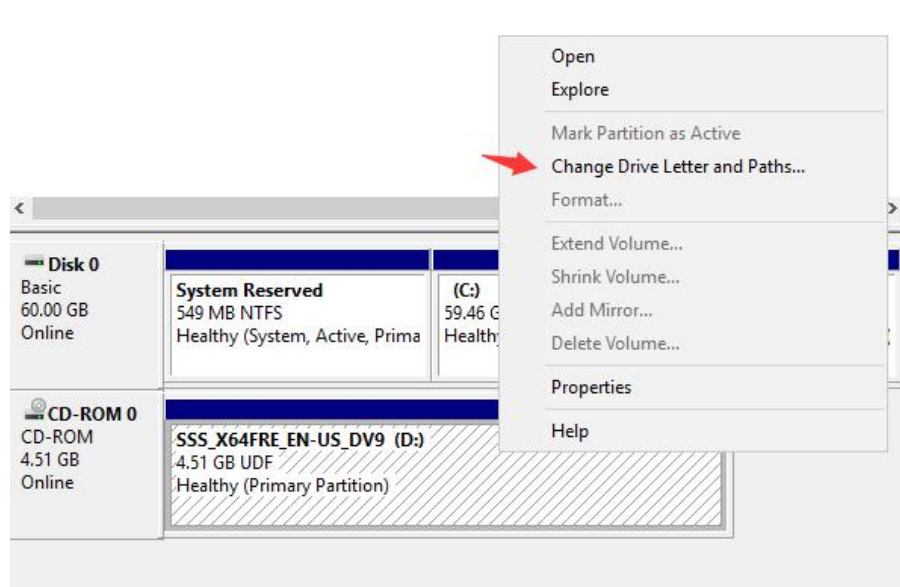 Open
Explore
Mark Partition as Active
Change Drive Letter and Paths...
Format...
Extend Volume...
Shrink Volume...
Add Mirror...
Delete Volume...
Properties
Help
Disk 0
Basic
60.00 GB
Online
System Reserved
549 MB NTFS
Healthy (System, Active, Prima
(C:)
59.46 G
Health
CD-ROM 0
CD-ROM
4.51 GB
Online
SSS_X64FRE_EN-US_DV9 (D:)
4.51 GB UDF
Healthy (Primary Partition)